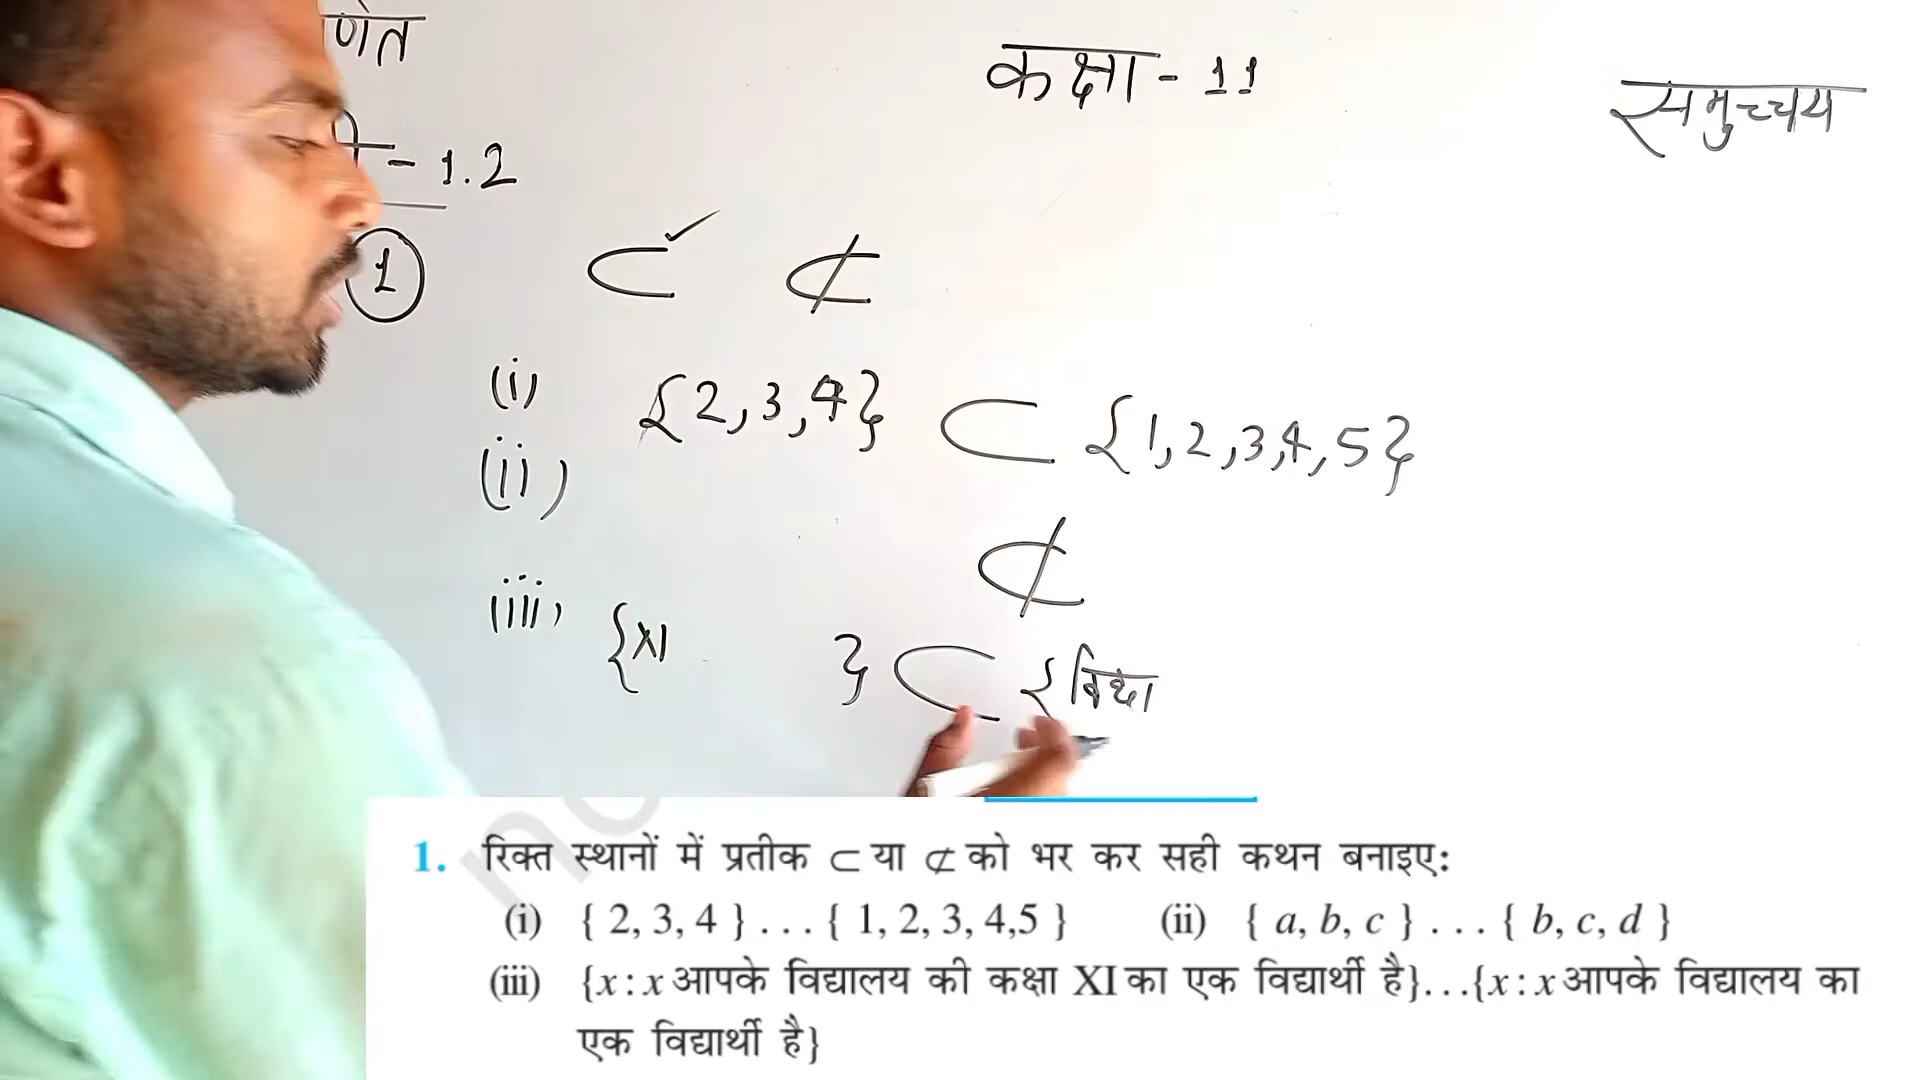 कक्षा - 11
समुच्चय
- 1.2
1
⊂ ✓ ⊄
(i) {2,3,4} ⊂ {1,2,3,4,5}
(ii) ⊄
(iii) {XI } ⊂ {विद्या
1. रिक्त स्थानों में प्रतीक ⊂ या ⊄ को भर कर सही कथन बनाइए:
(i) { 2, 3, 4 } . . . { 1, 2, 3, 4,5 } (ii) { a, b, c } . . . { b, c, d }
(iii) {x : x आपके विद्यालय की कक्षा XI का एक विद्यार्थी है}. . .{x : x आपके विद्यालय का
एक विद्यार्थी है}